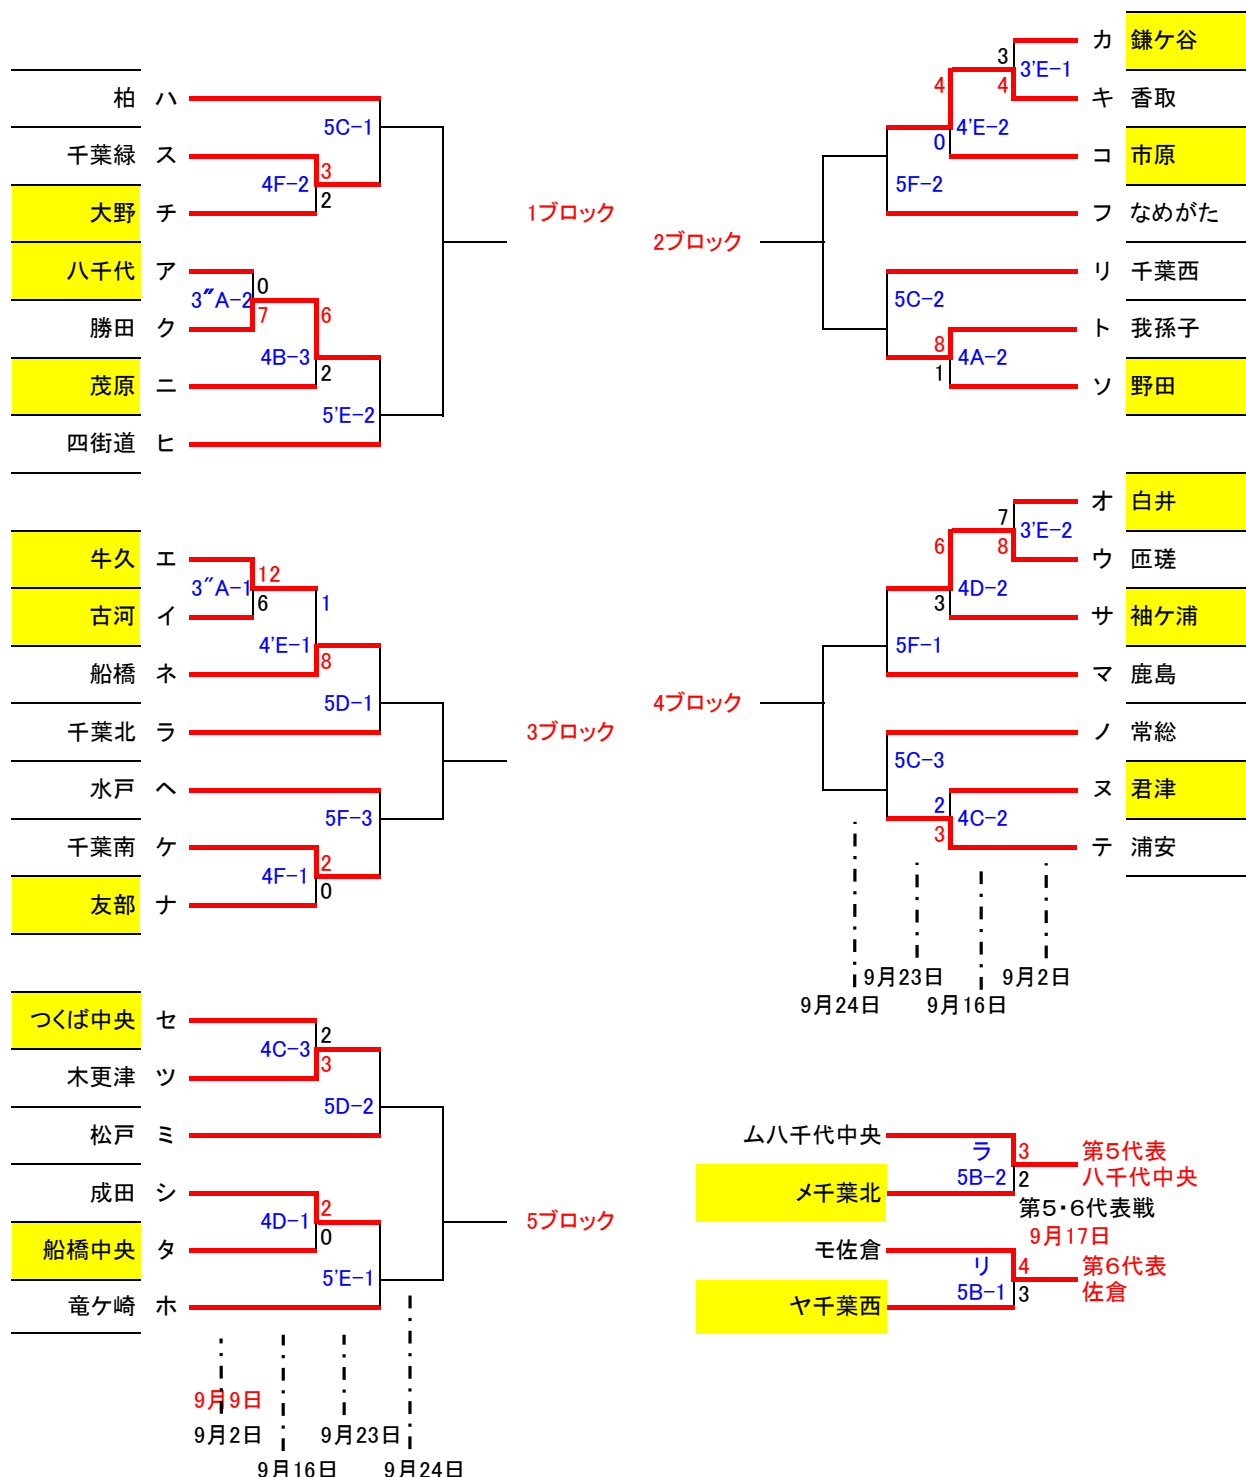 柏 ハ
5C-1
千葉緑 ス
4F-2 3
2
大野 チ
1ブロック
八千代 ア
0
3″A-2
7 6
勝田 ク
4B-3
2
茂原 ニ
5'E-2
四街道 ヒ
カ 鎌ケ谷
3
3'E-1
4 4
キ 香取
4'E-2
0
コ 市原
5F-2
フ なめがた
2ブロック
リ 千葉西
5C-2
ト 我孫子
8
4A-2
1
ソ 野田
牛久 エ
12
3″A-1
6 1
古河 イ
4'E-1
8
船橋 ネ
5D-1
千葉北 ラ
3ブロック
水戸 ヘ
5F-3
千葉南 ケ
2
4F-1
0
友部 ナ
オ 白井
7
3'E-2
6 8
ウ 匝瑳
4D-2
3
サ 袖ケ浦
5F-1
マ 鹿島
4ブロック
ノ 常総
5C-3
ヌ 君津
2
4C-2
3
テ 浦安
9月23日 9月2日
9月24日 9月16日
つくば中央 セ
2
4C-3
3
木更津 ツ
5D-2
松戸 ミ
成田 シ
2
4D-1
0
5ブロック
船橋中央 タ
5'E-1
竜ケ崎 ホ
9月9日
9月2日 9月23日
9月16日 9月24日
ム八千代中央
ラ 3 第5代表
5B-2 2 八千代中央
メ千葉北
第5・6代表戦
9月17日
モ佐倉
リ 4 第6代表
5B-1 3 佐倉
ヤ千葉西